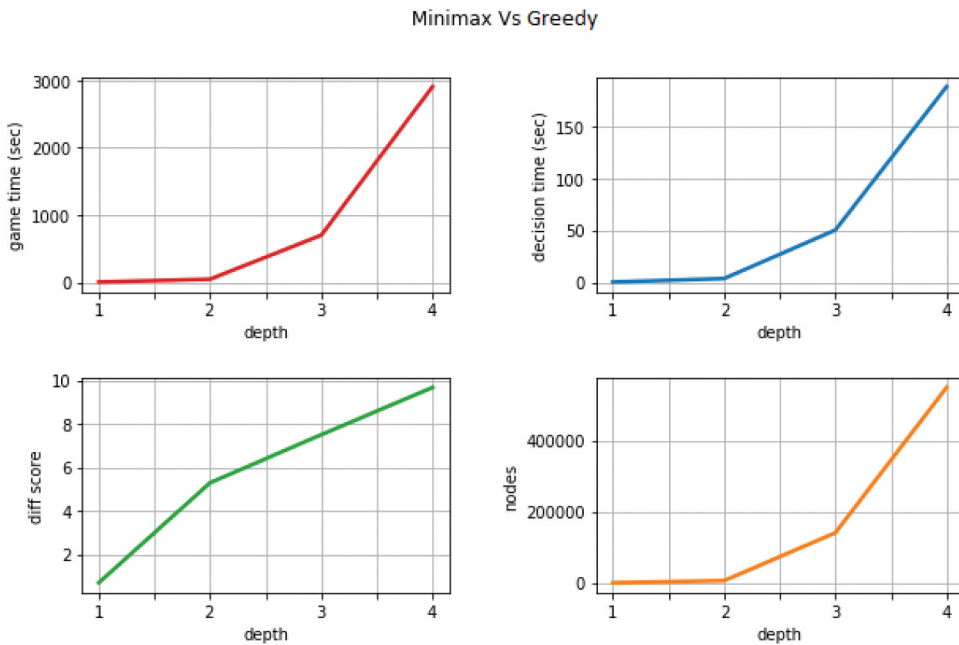 Minimax Vs Greedy
game time (sec)
3000
2000
1000
0
1 2 3 4
depth
decision time (sec)
150
100
50
0
1 2 3 4
depth
diff score
10
8
6
4
2
1 2 3 4
depth
nodes
400000
200000
0
1 2 3 4
depth